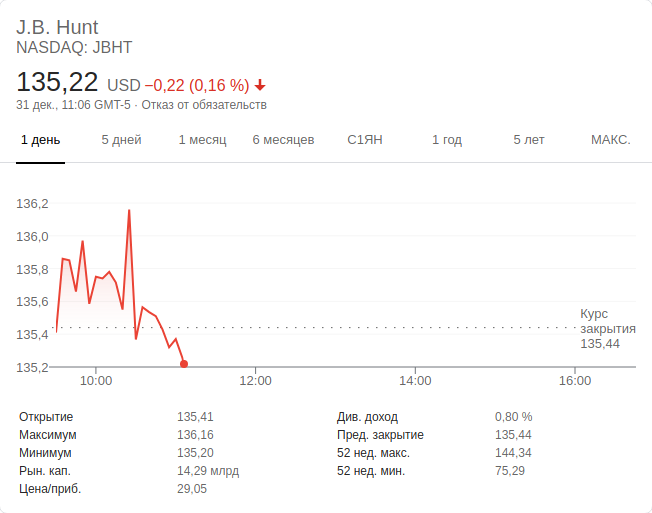 J.B. Hunt
NASDAQ: JBHT
135,22 USD −0,22 (0,16 %)
31 дек., 11:06 GMT-5 · Отказ от обязательств
1 день 5 дней 1 месяц 6 месяцев С1ЯН 1 год 5 лет МАКС.
136,2
136,0
135,8
135,6
135,4
135,2
Курс
закрытия
135,44
10:00 12:00 14:00 16:00
Открытие 135,41 Див. доход 0,80 %
Максимум 136,16 Пред. закрытие 135,44
Минимум 135,20 52 нед. макс. 144,34
Рын. кап. 14,29 млрд 52 нед. мин. 75,29
Цена/приб. 29,05